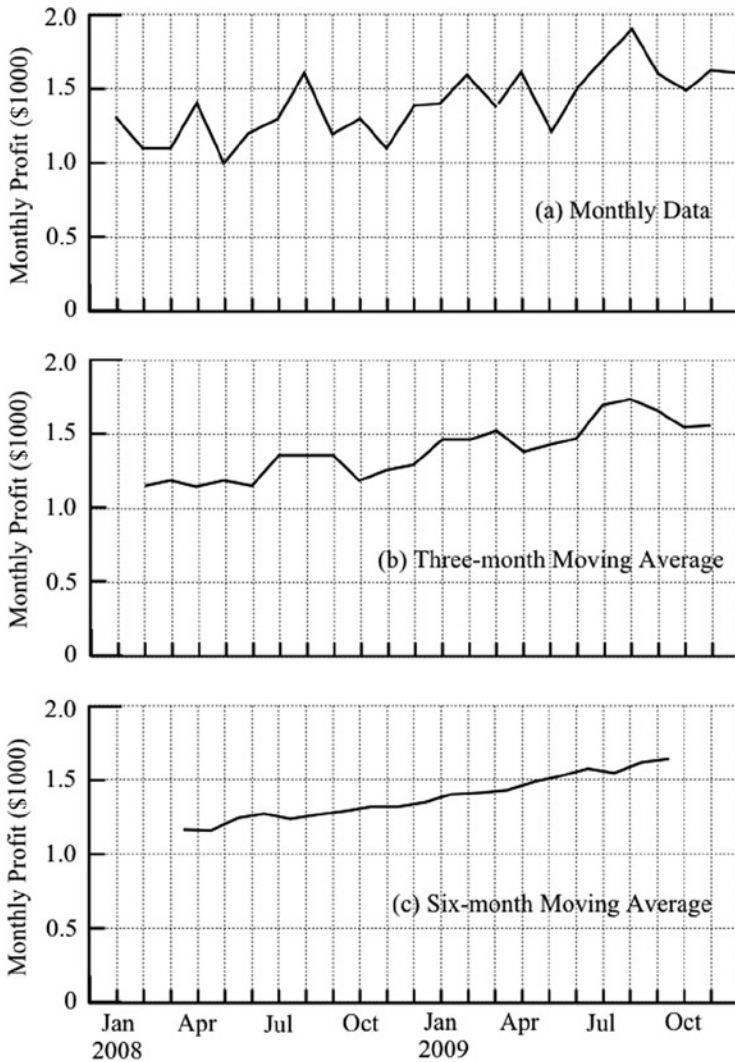 2.0
1.5
1.0
0.5
0
Monthly Profit ($1000)
(a) Monthly Data
2.0
1.5
1.0
0.5
0
Monthly Profit ($1000)
(b) Three-month Moving Average
2.0
1.5
1.0
0.5
0
Monthly Profit ($1000)
(c) Six-month Moving Average
Jan Apr Jul Oct Jan Apr Jul Oct
2008 2009